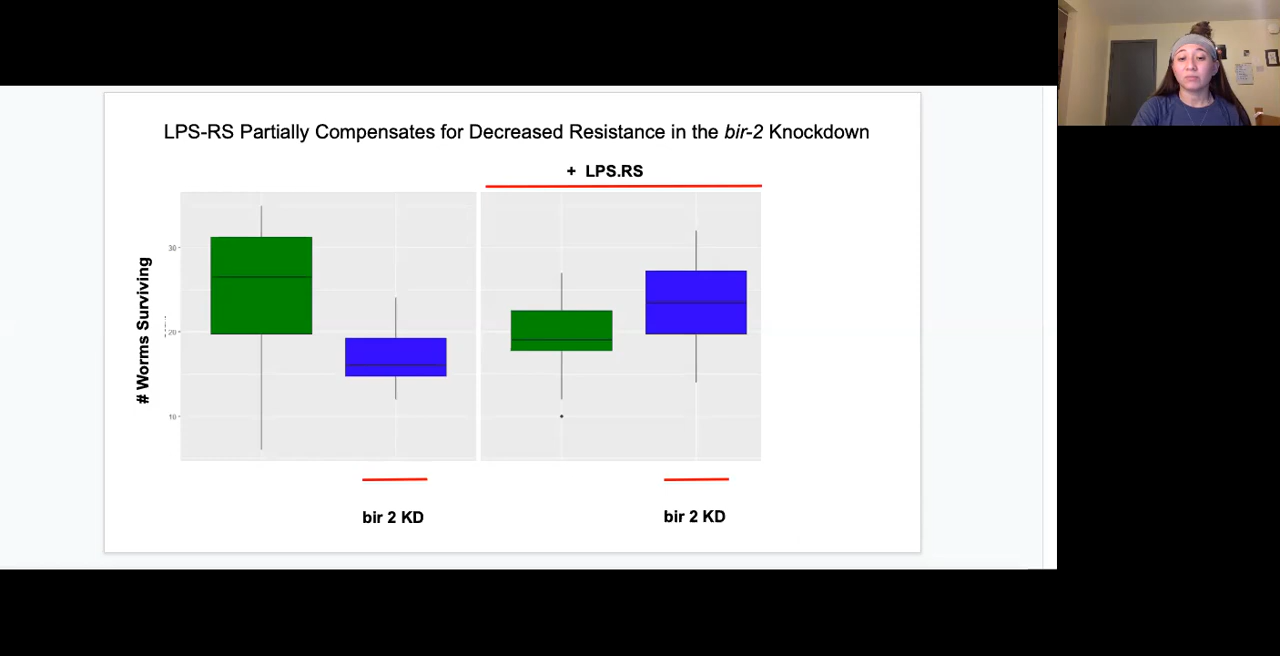 LPS-RS Partially Compensates for Decreased Resistance in the bir-2 Knockdown
+ LPS.RS
# Worms Surviving
30
20
10
bir 2 KD
bir 2 KD